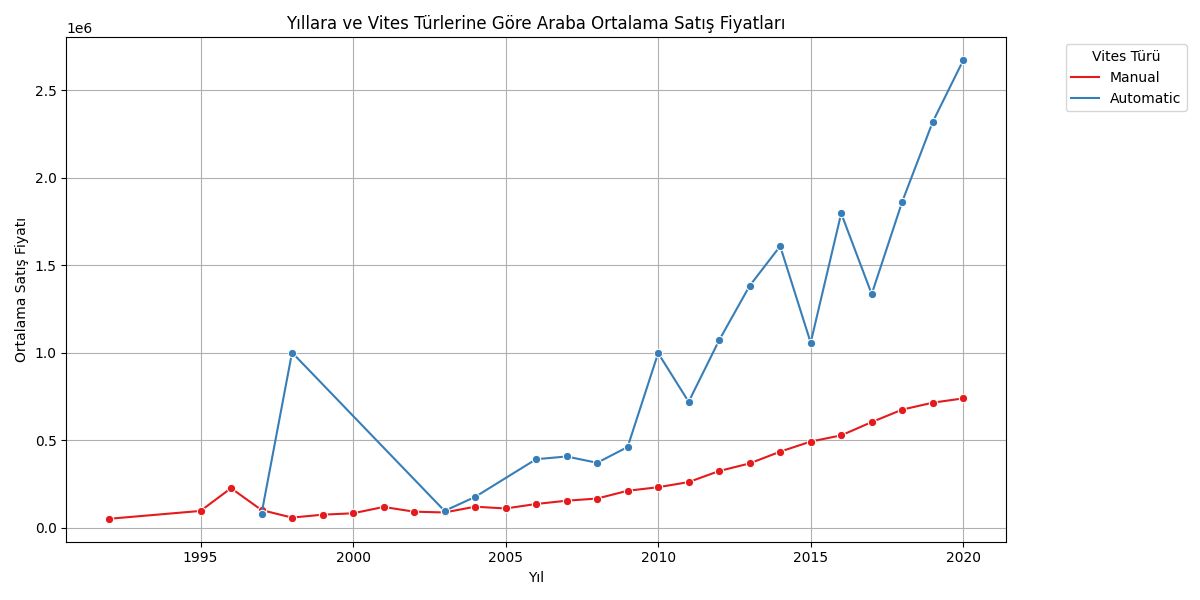 Yıllara ve Vites Türlerine Göre Araba Ortalama Satış Fiyatları
1e6
2.5
2.0
1.5
1.0
0.5
0.0
Ortalama Satış Fiyatı
1995 2000 2005 2010 2015 2020
Yıl
Vites Türü
Manual
Automatic